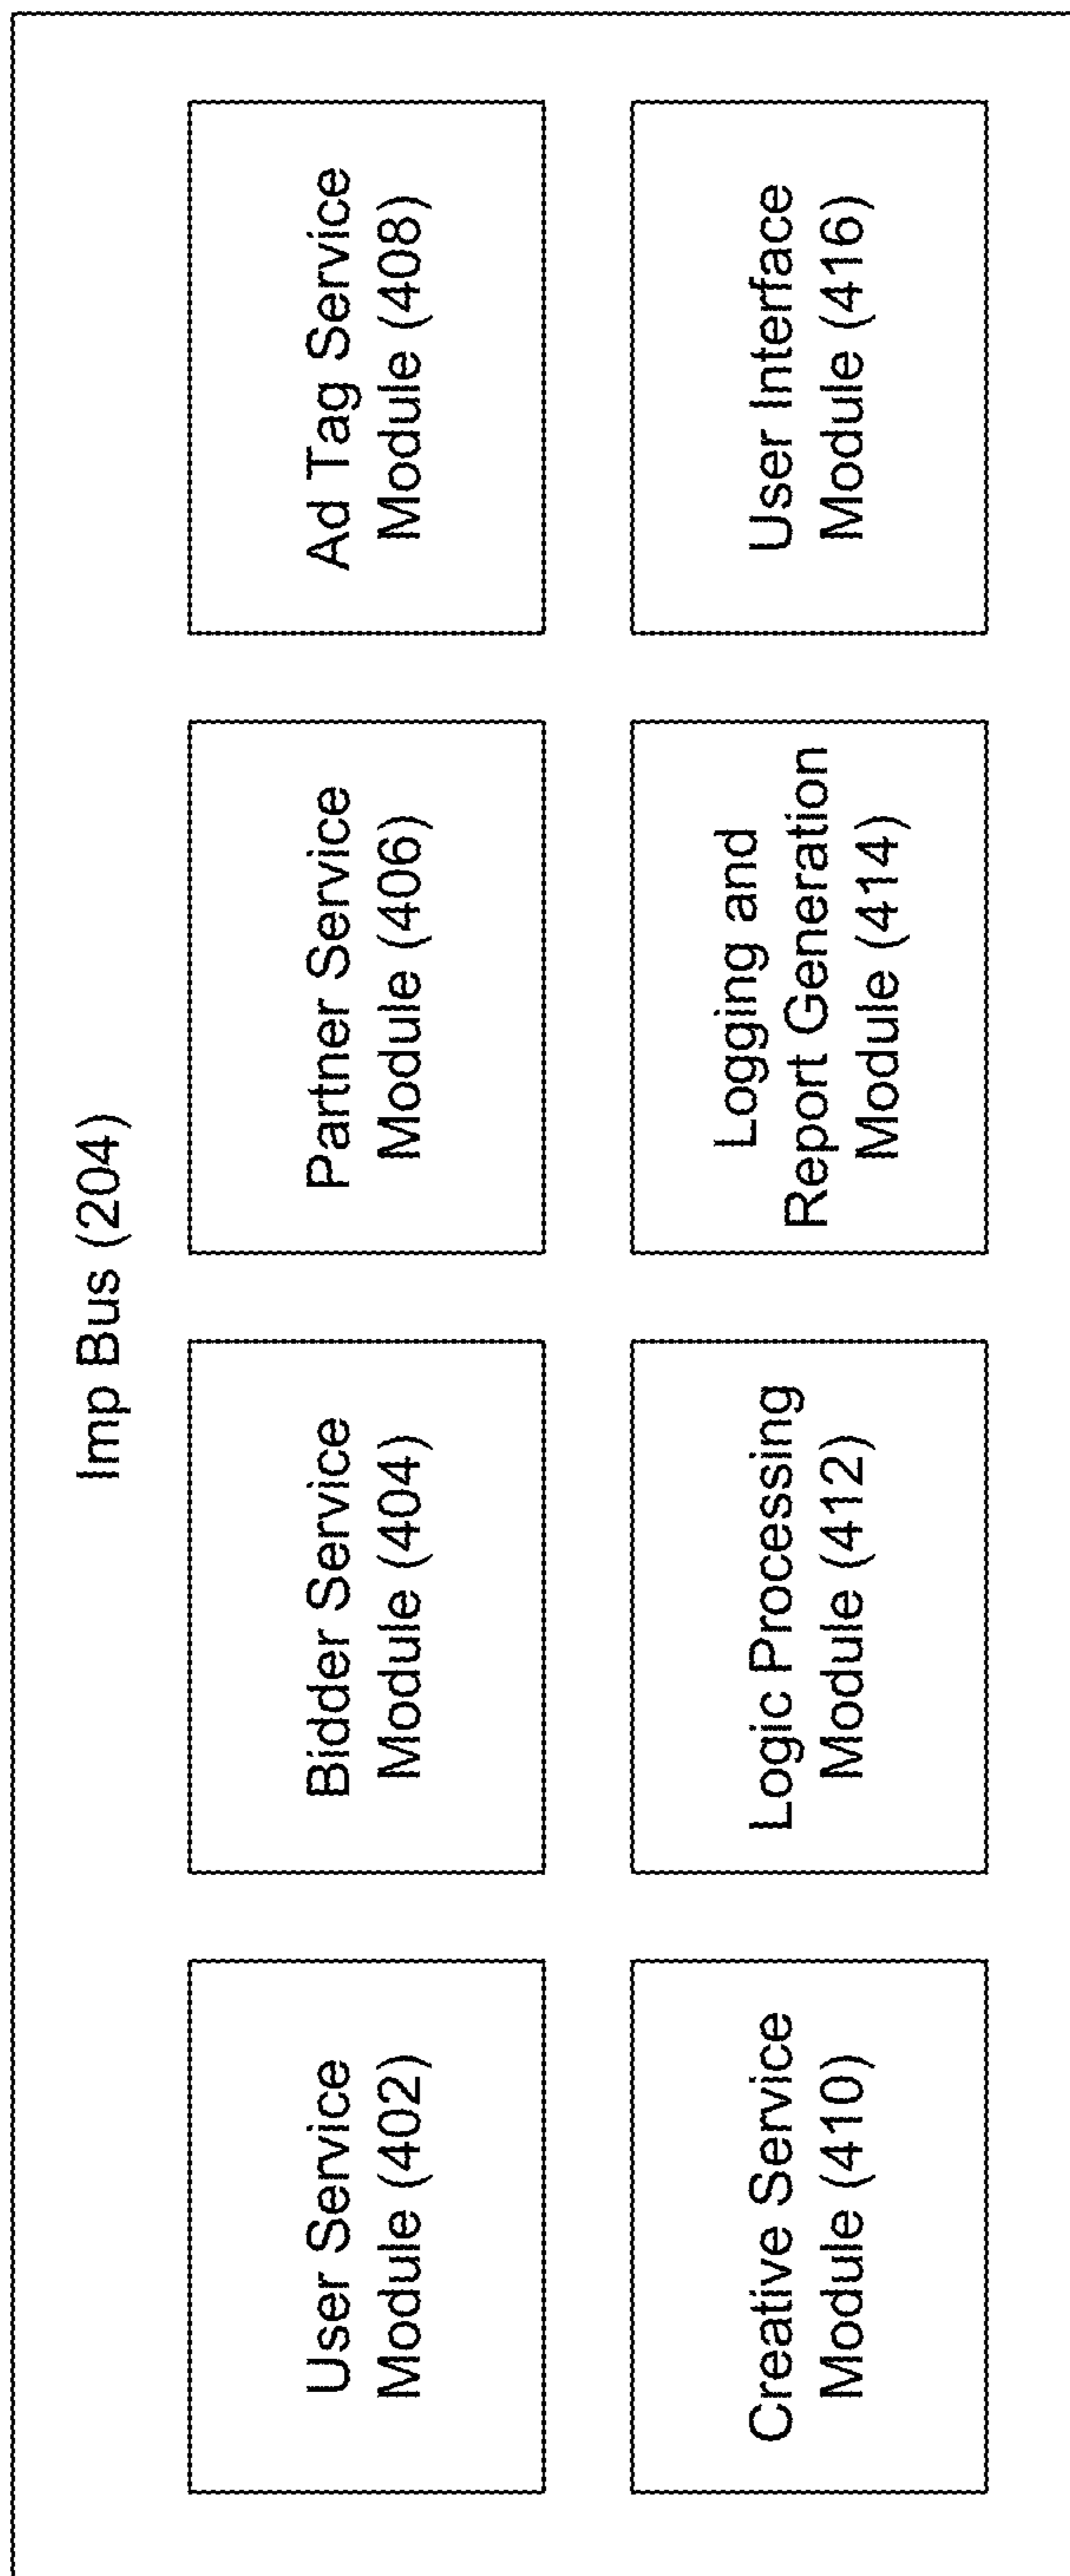 Imp Bus (204)
User Service
Module (402)
Bidder Service
Module (404)
Partner Service
Module (406)
Ad Tag Service
Module (408)
Creative Service
Module (410)
Logic Processing
Module (412)
Logging and
Report Generation
Module (414)
User Interface
Module (416)